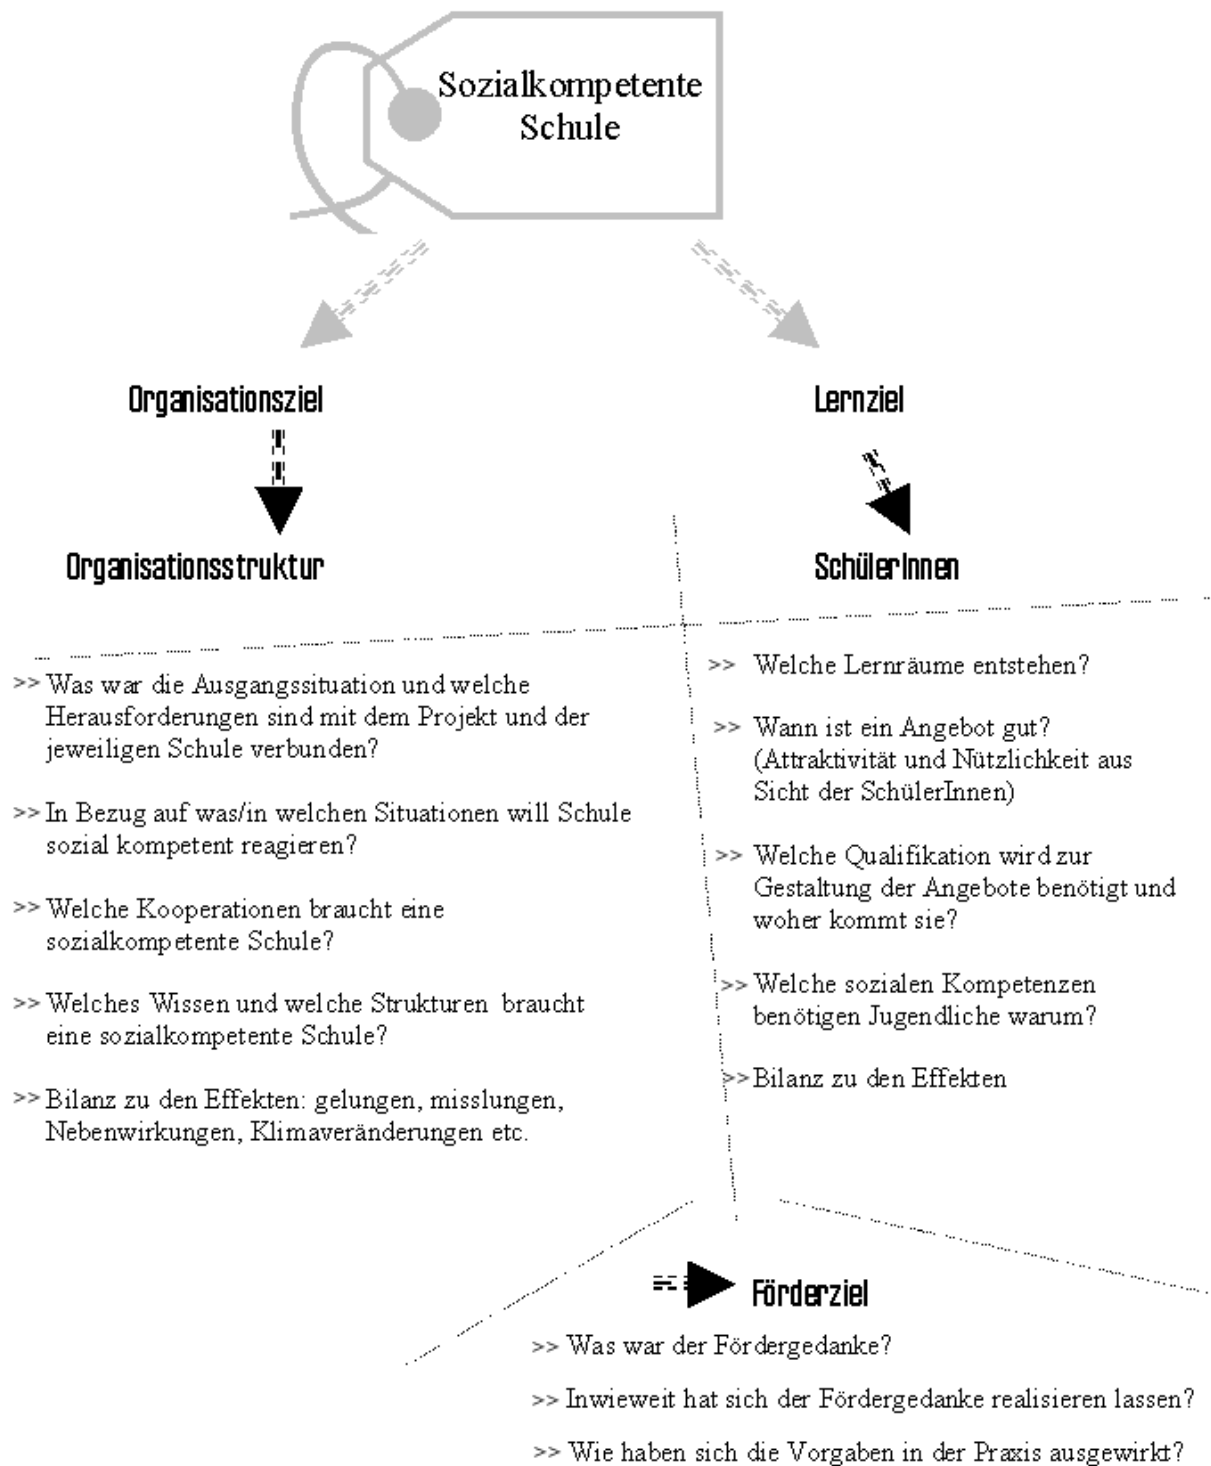 Sozialkompetente
Schule
Organisationsziel
Organisationsstruktur
>> Was war die Ausgangssituation und welche
Herausforderungen sind mit dem Projekt und der
jeweiligen Schule verbunden?
>> In Bezug auf was/in welchen Situationen will Schule
sozial kompetent reagieren?
>> Welche Kooperationen braucht eine
sozialkompetente Schule?
>> Welches Wissen und welche Strukturen braucht
eine sozialkompetente Schule?
>> Bilanz zu den Effekten: gelungen, misslungen,
Nebenwirkungen, Klimaveränderungen etc.
Lernziel
SchülerInnen
>> Welche Lernräume entstehen?
>> Wann ist ein Angebot gut?
(Attraktivität und Nützlichkeit aus
Sicht der SchülerInnen)
>> Welche Qualifikation wird zur
Gestaltung der Angebote benötigt und
woher kommt sie?
>> Welche sozialen Kompetenzen
benötigen Jugendliche warum?
>> Bilanz zu den Effekten
Förderziel
>> Was war der Fördergedanke?
>> Inwieweit hat sich der Fördergedanke realisieren lassen?
>> Wie haben sich die Vorgaben in der Praxis ausgewirkt?